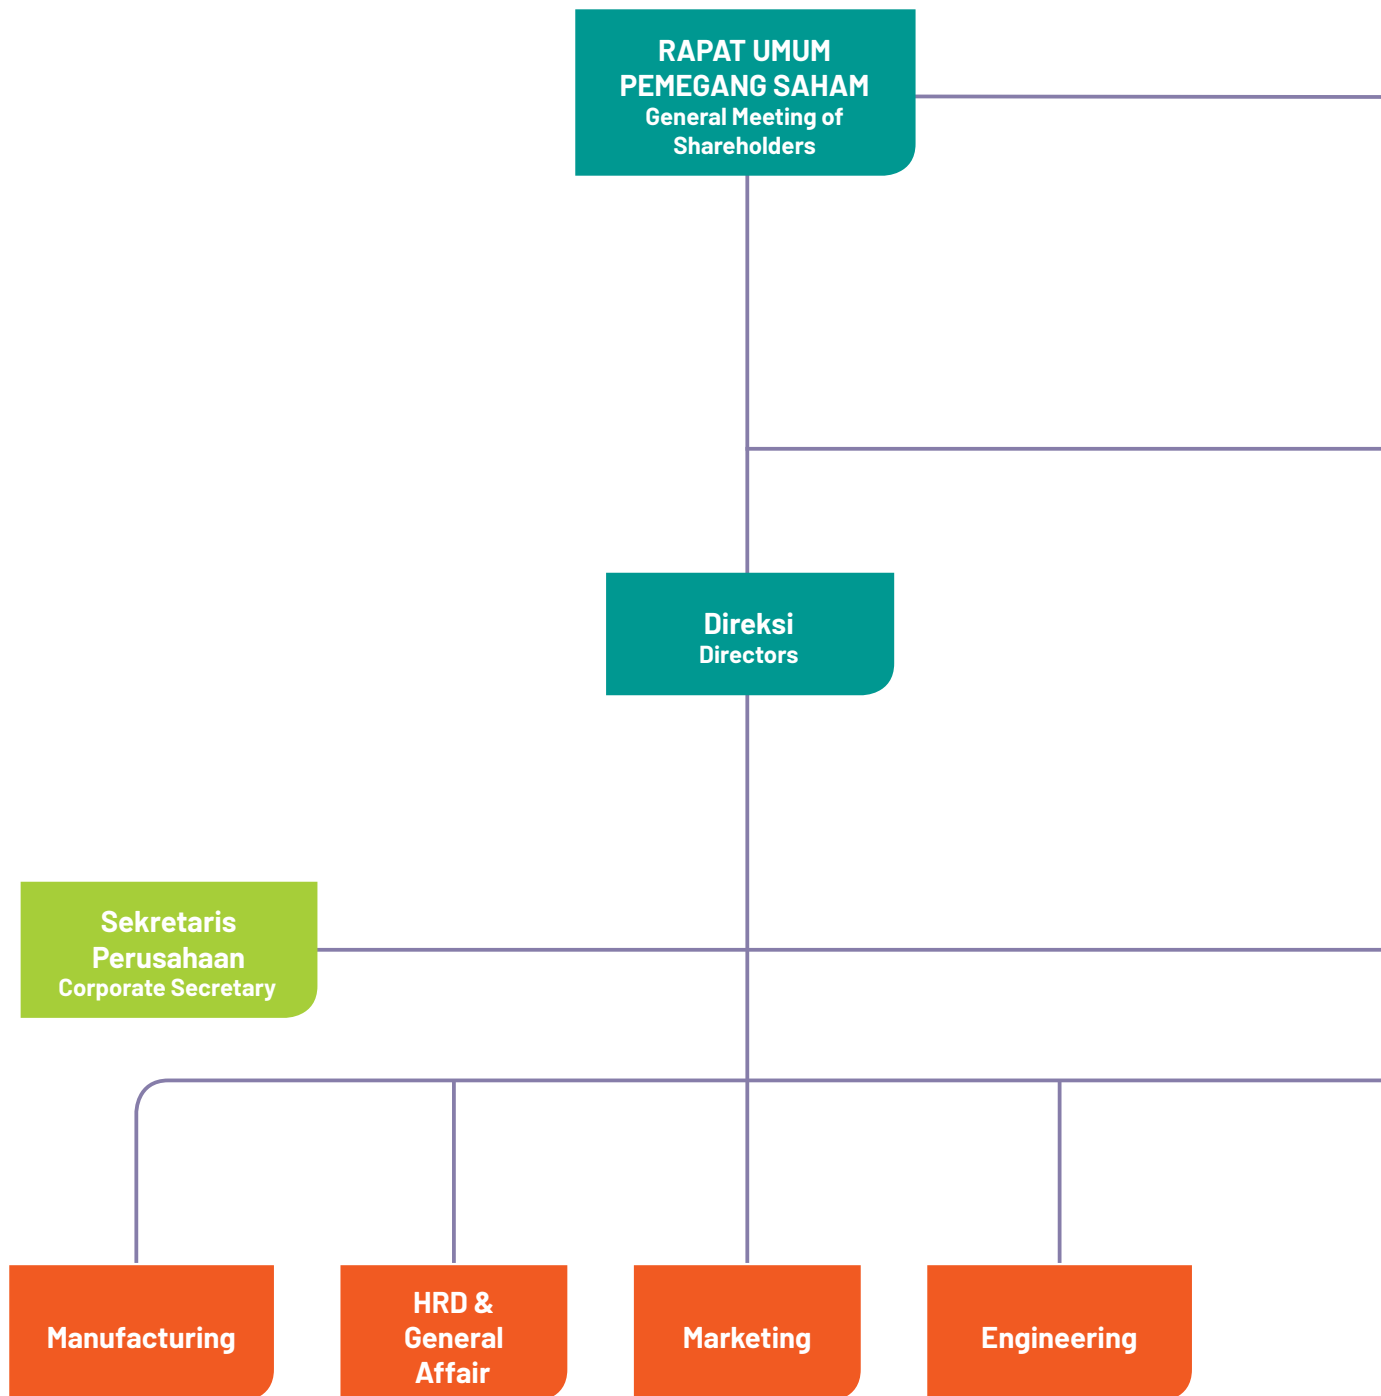 RAPAT UMUM
PEMEGANG SAHAM
General Meeting of
Shareholders
Direksi
Directors
Sekretaris
Perusahaan
Corporate Secretary
Manufacturing
HRD &
General
Affair
Marketing
Engineering